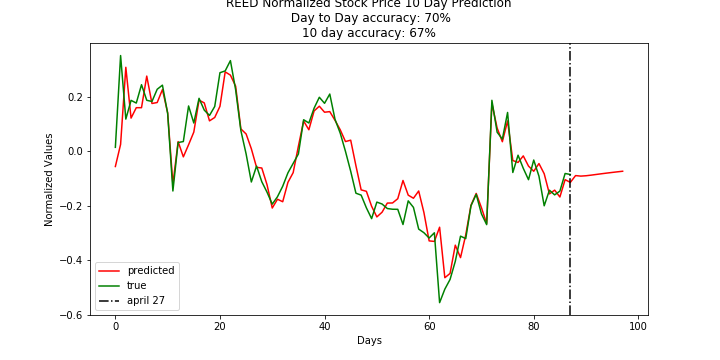 REED Normalized Stock Price 10 Day Prediction
Day to Day accuracy: 70%
10 day accuracy: 67%
Normalized Values
0.2
0.0
−0.2
−0.4
−0.6
predicted
true
april 27
0
20
40
60
80
100
Days